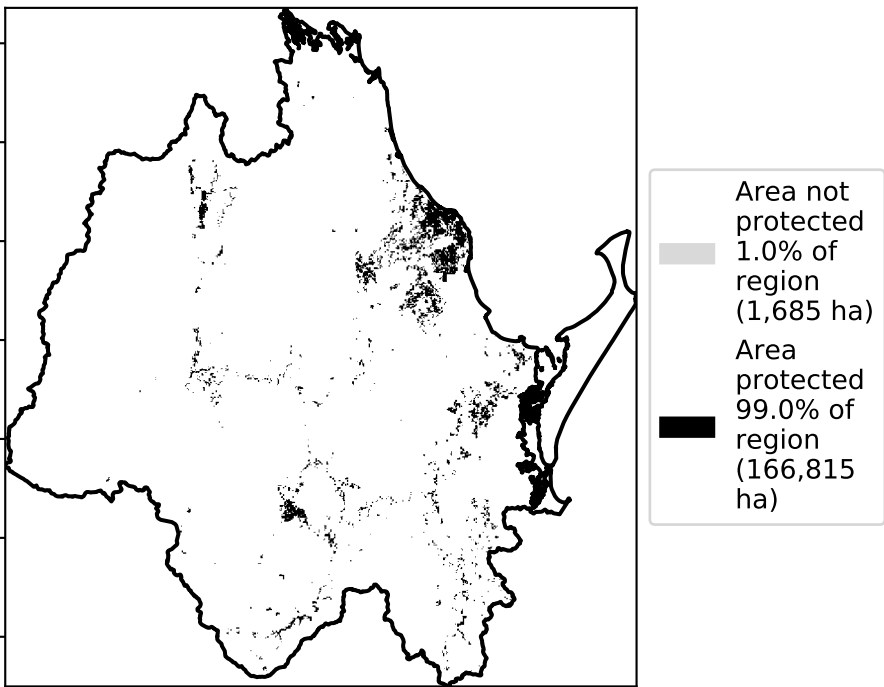 Area not
protected
1.0% of
region
(1,685 ha)
Area
protected
99.0% of
region
(166,815
ha)